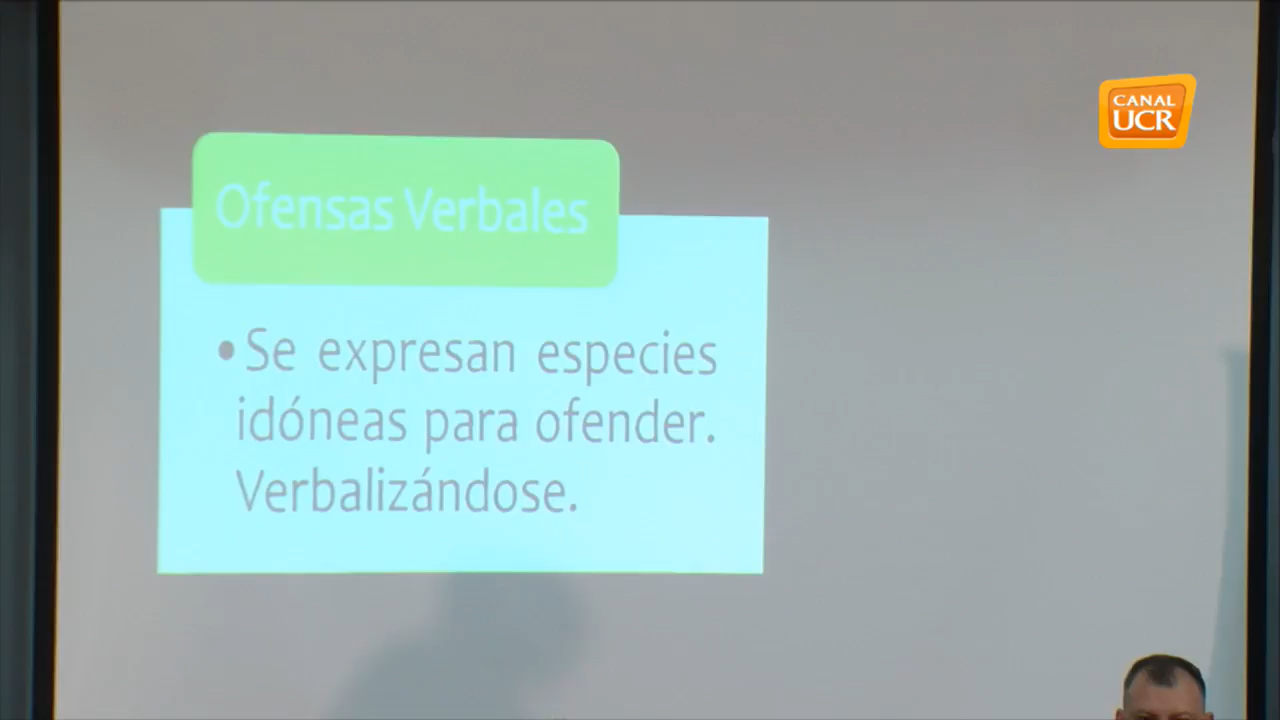 CANAL
UCR
Ofensas Verbales
• Se expresan especies
idóneas para ofender.
Verbalizándose.